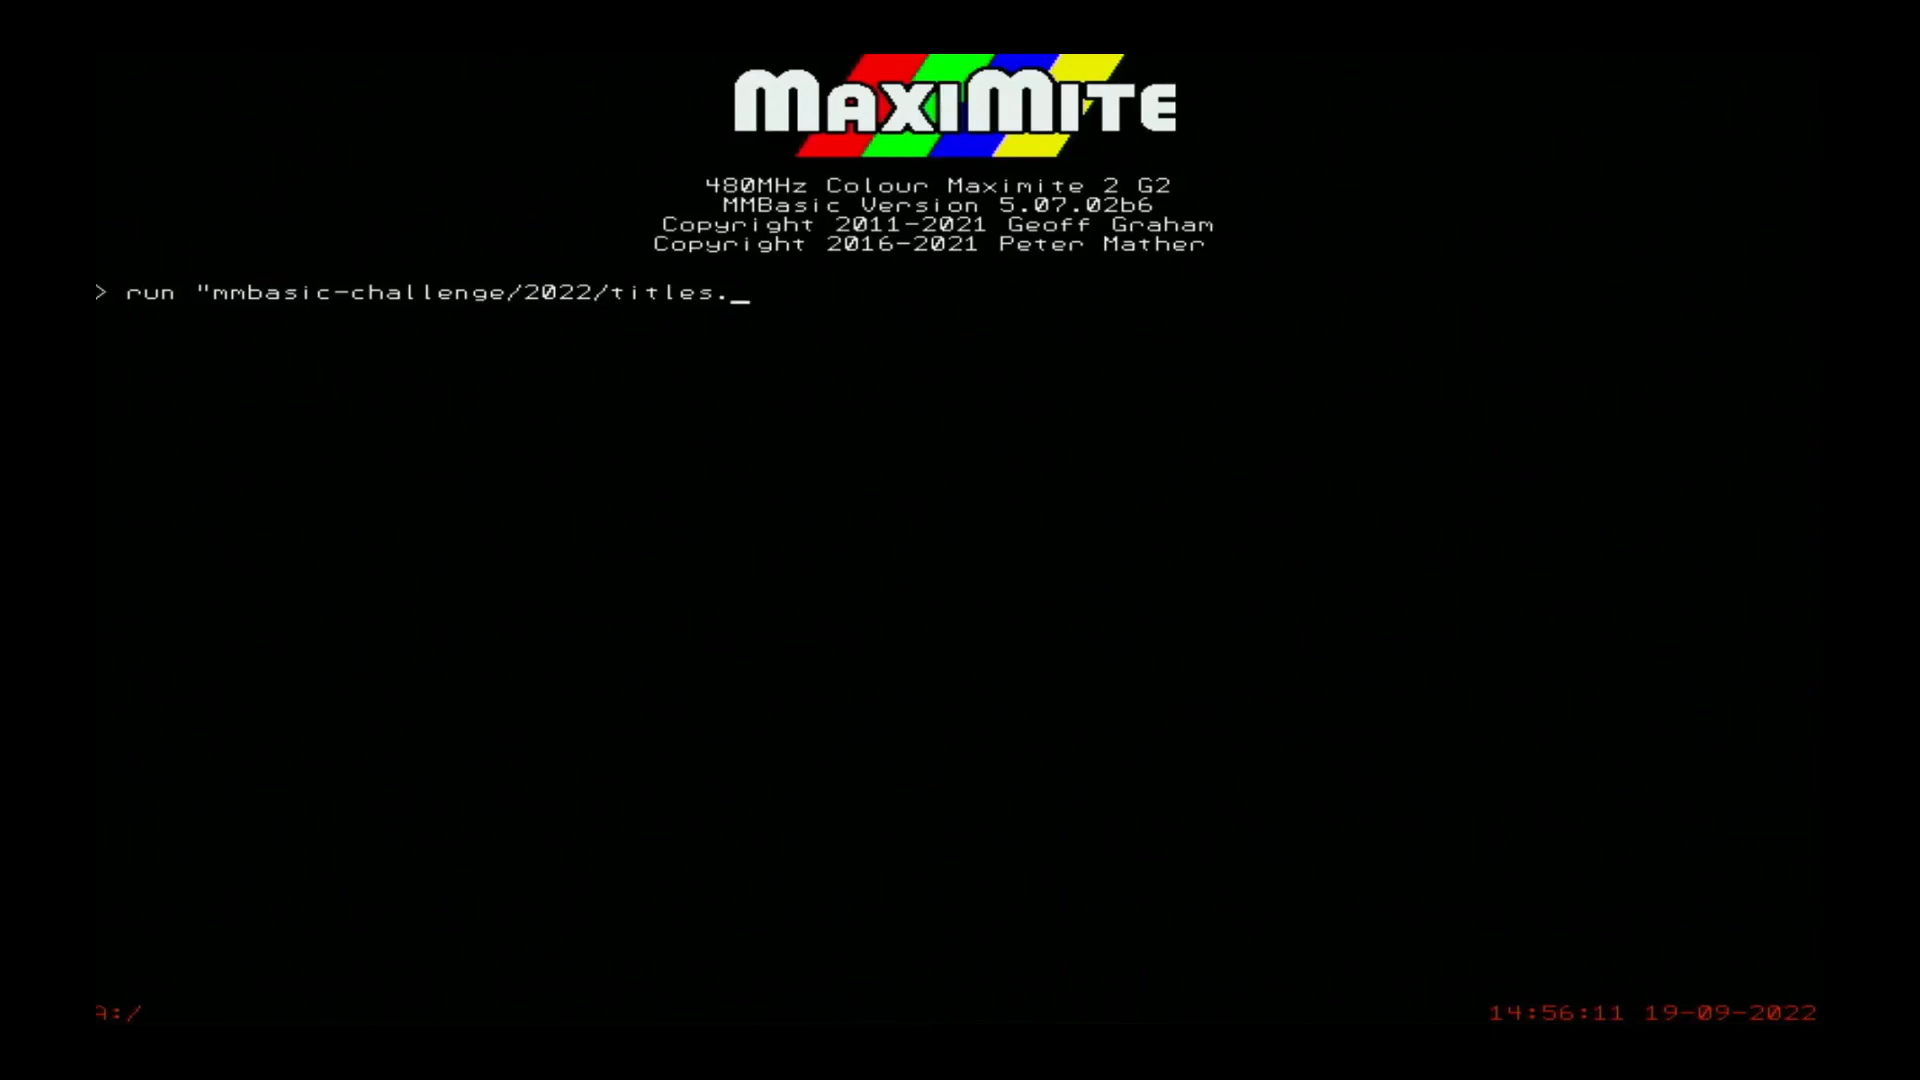 MAXIMITE
480MHz Colour Maximite 2 G2
MMBasic Version 5.07.02b6
Copyright 2011-2021 Geoff Graham
Copyright 2016-2021 Peter Mather
> run "mmbasic-challenge/2022/titles._
A:/ 14:56:11 19-09-2022